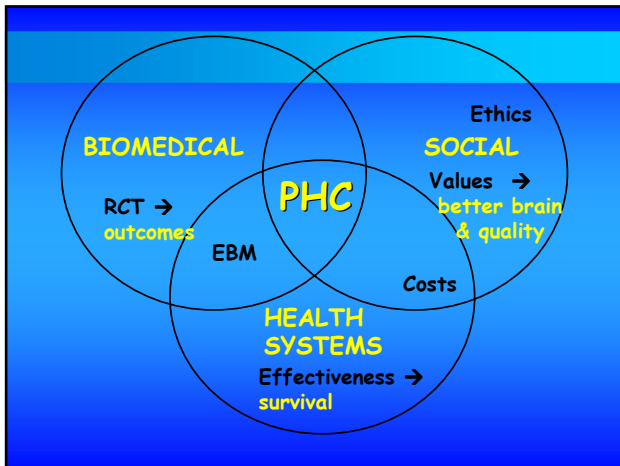 Ethics
BIOMEDICAL
SOCIAL
PHC
Values →
better brain
& quality
RCT →
outcomes
EBM
Costs
HEALTH
SYSTEMS
Effectiveness →
survival